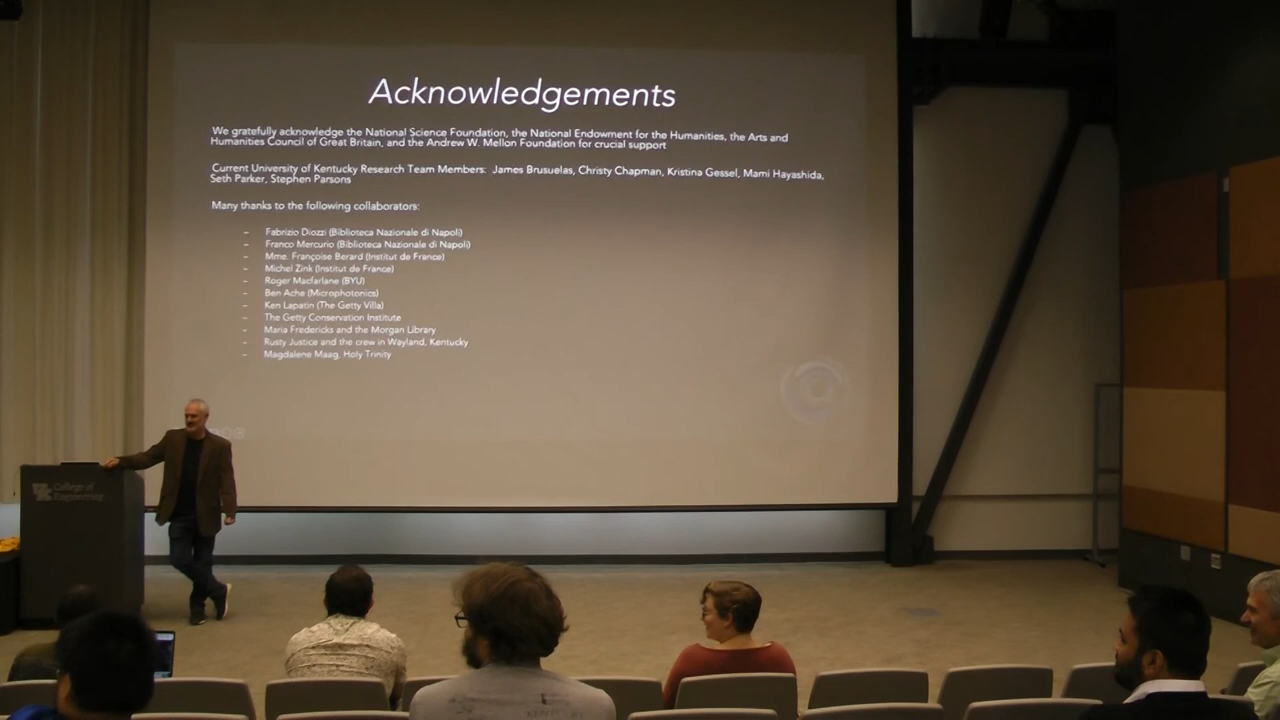 Acknowledgements
We gratefully acknowledge the National Science Foundation, the National Endowment for the Humanities, the Arts and
Humanities Council of Great Britain, and the Andrew W. Mellon Foundation for crucial support
Current University of Kentucky Research Team Members: James Brusuelas, Christy Chapman, Kristina Gessel, Mami Hayashida,
Seth Parker, Stephen Parsons
Many thanks to the following collaborators:
- Fabrizio Diozzi (Biblioteca Nazionale di Napoli)
- Franco Mercurio (Biblioteca Nazionale di Napoli)
- Mme. Françoise Berard (Institut de France)
- Michel Zink (Institut de France)
- Roger Macfarlane (BYU)
- Ben Ache (Microphotonics)
- Ken Lapatin (The Getty Villa)
- The Getty Conservation Institute
- Maria Fredericks and the Morgan Library
- Rusty Justice and the crew in Wayland, Kentucky
- Magdalene Maag, Holy Trinity
UK College of
Engineering